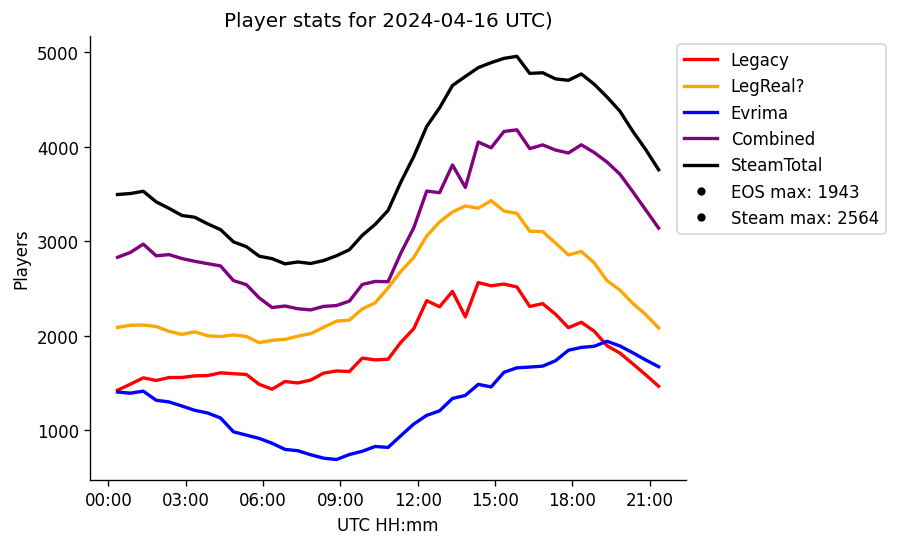 Player stats for 2024-04-16 UTC)
Legacy
LegReal?
Evrima
Combined
SteamTotal
EOS max: 1943
Steam max: 2564
Players
5000
4000
3000
2000
1000
00:00 03:00 06:00 09:00 12:00 15:00 18:00 21:00
UTC HH:mm